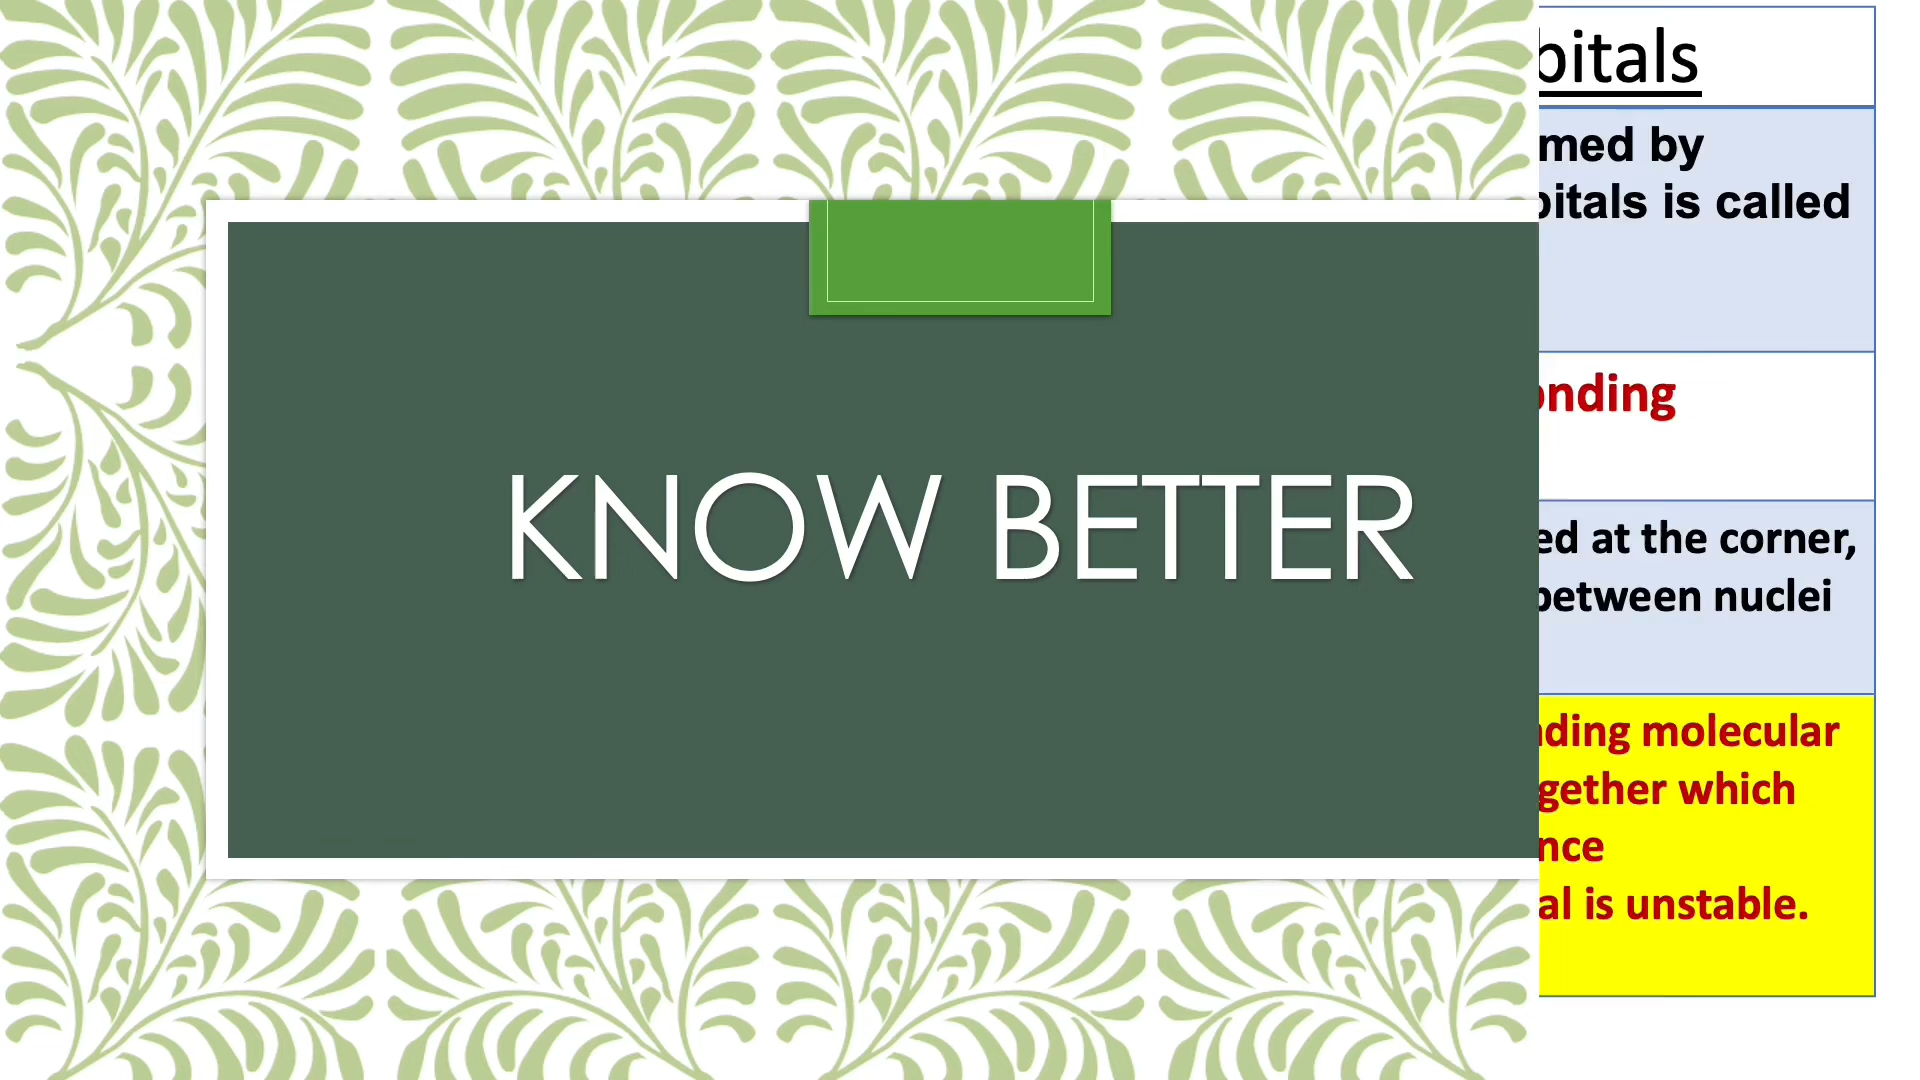 KNOW BETTER
bitals
med by
bitals is called
onding
ed at the corner,
between nuclei
ding molecular
gether which
nce
al is unstable.